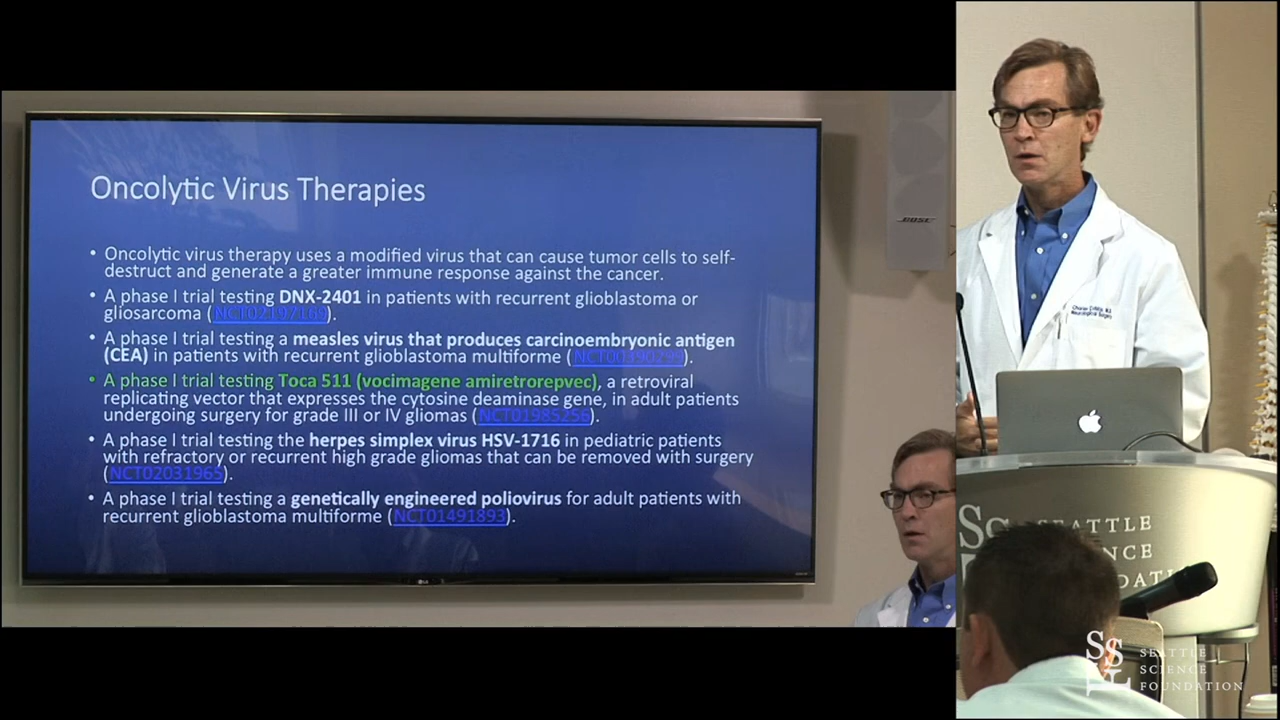 Oncolytic Virus Therapies
• Oncolytic virus therapy uses a modified virus that can cause tumor cells to self-
destruct and generate a greater immune response against the cancer.
• A phase I trial testing DNX-2401 in patients with recurrent glioblastoma or
gliosarcoma (NCT02197169).
• A phase I trial testing a measles virus that produces carcinoembryonic antigen
(CEA) in patients with recurrent glioblastoma multiforme (NCT00390299).
• A phase I trial testing Toca 511 (vocimagene amiretrorepvec), a retroviral
replicating vector that expresses the cytosine deaminase gene, in adult patients
undergoing surgery for grade III or IV gliomas (NCT01985256).
• A phase I trial testing the herpes simplex virus HSV-1716 in pediatric patients
with refractory or recurrent high grade gliomas that can be removed with surgery
(NCT02031965).
• A phase I trial testing a genetically engineered poliovirus for adult patients with
recurrent glioblastoma multiforme (NCT01491893).
LG
BOSE
Neurological Surgery
SEATTLE
SSF
SEATTLE
SCIENCE
FOUNDATION